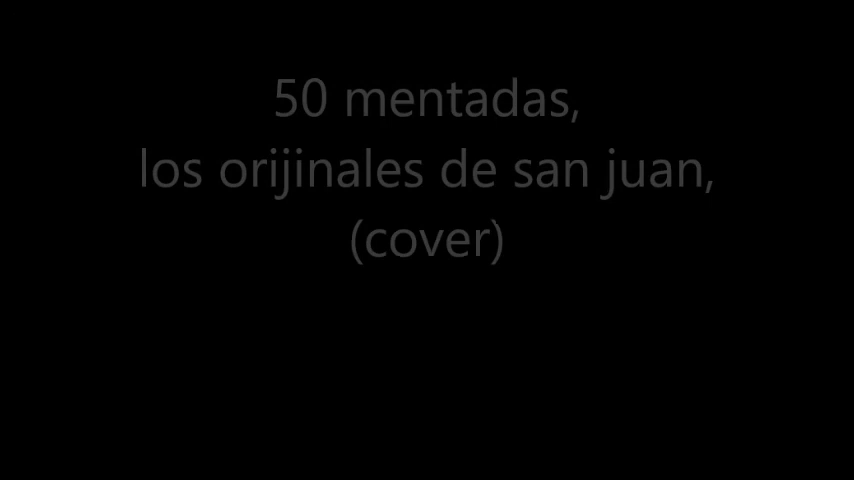 50 mentadas,
los orijinales de san juan,
(cover)